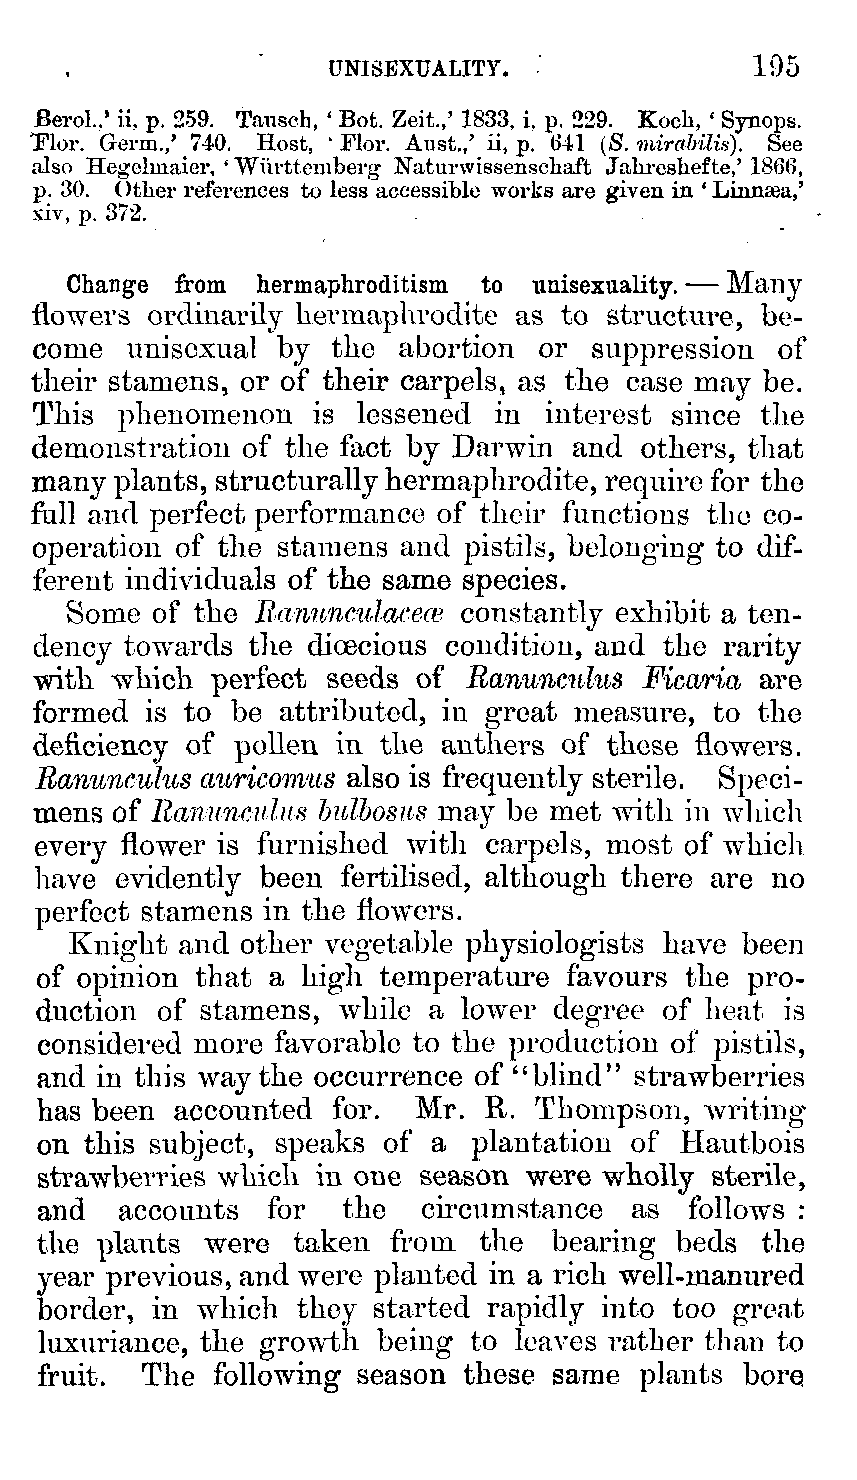 UNISEXUALITY. 195
Berol.,' ii, p. 259. Tausch, 'Bot. Zeit.,' 1833, i, p. 229. Koch, 'Synops.
Flor. Germ.,' 740. Host, 'Flor. Aust.,' ii, p. 641 (S. mirabilis). See
also Hegelmaier, 'Württemberg Naturwissenschaft Jahreshefte,' 1866,
p. 30. Other references to less accessible works are given in 'Linnæa,'
xiv, p. 372.
Change from hermaphroditism to unisexuality. — Many
flowers ordinarily hermaphrodite as to structure, be-
come unisexual by the abortion or suppression of
their stamens, or of their carpels, as the case may be.
This phenomenon is lessened in interest since the
demonstration of the fact by Darwin and others, that
many plants, structurally hermaphrodite, require for the
full and perfect performance of their functions the co-
operation of the stamens and pistils, belonging to dif-
ferent individuals of the same species.
Some of the Ranunculaceæ constantly exhibit a ten-
dency towards the diœcious condition, and the rarity
with which perfect seeds of Ranunculus Ficaria are
formed is to be attributed, in great measure, to the
deficiency of pollen in the anthers of these flowers.
Ranunculus auricomus also is frequently sterile. Speci-
mens of Ranunculus bulbosus may be met with in which
every flower is furnished with carpels, most of which
have evidently been fertilised, although there are no
perfect stamens in the flowers.
Knight and other vegetable physiologists have been
of opinion that a high temperature favours the pro-
duction of stamens, while a lower degree of heat is
considered more favorable to the production of pistils,
and in this way the occurrence of "blind" strawberries
has been accounted for. Mr. R. Thompson, writing
on this subject, speaks of a plantation of Hautbois
strawberries which in one season were wholly sterile,
and accounts for the circumstance as follows :
the plants were taken from the bearing beds the
year previous, and were planted in a rich well-manured
border, in which they started rapidly into too great
luxuriance, the growth being to leaves rather than to
fruit. The following season these same plants bore